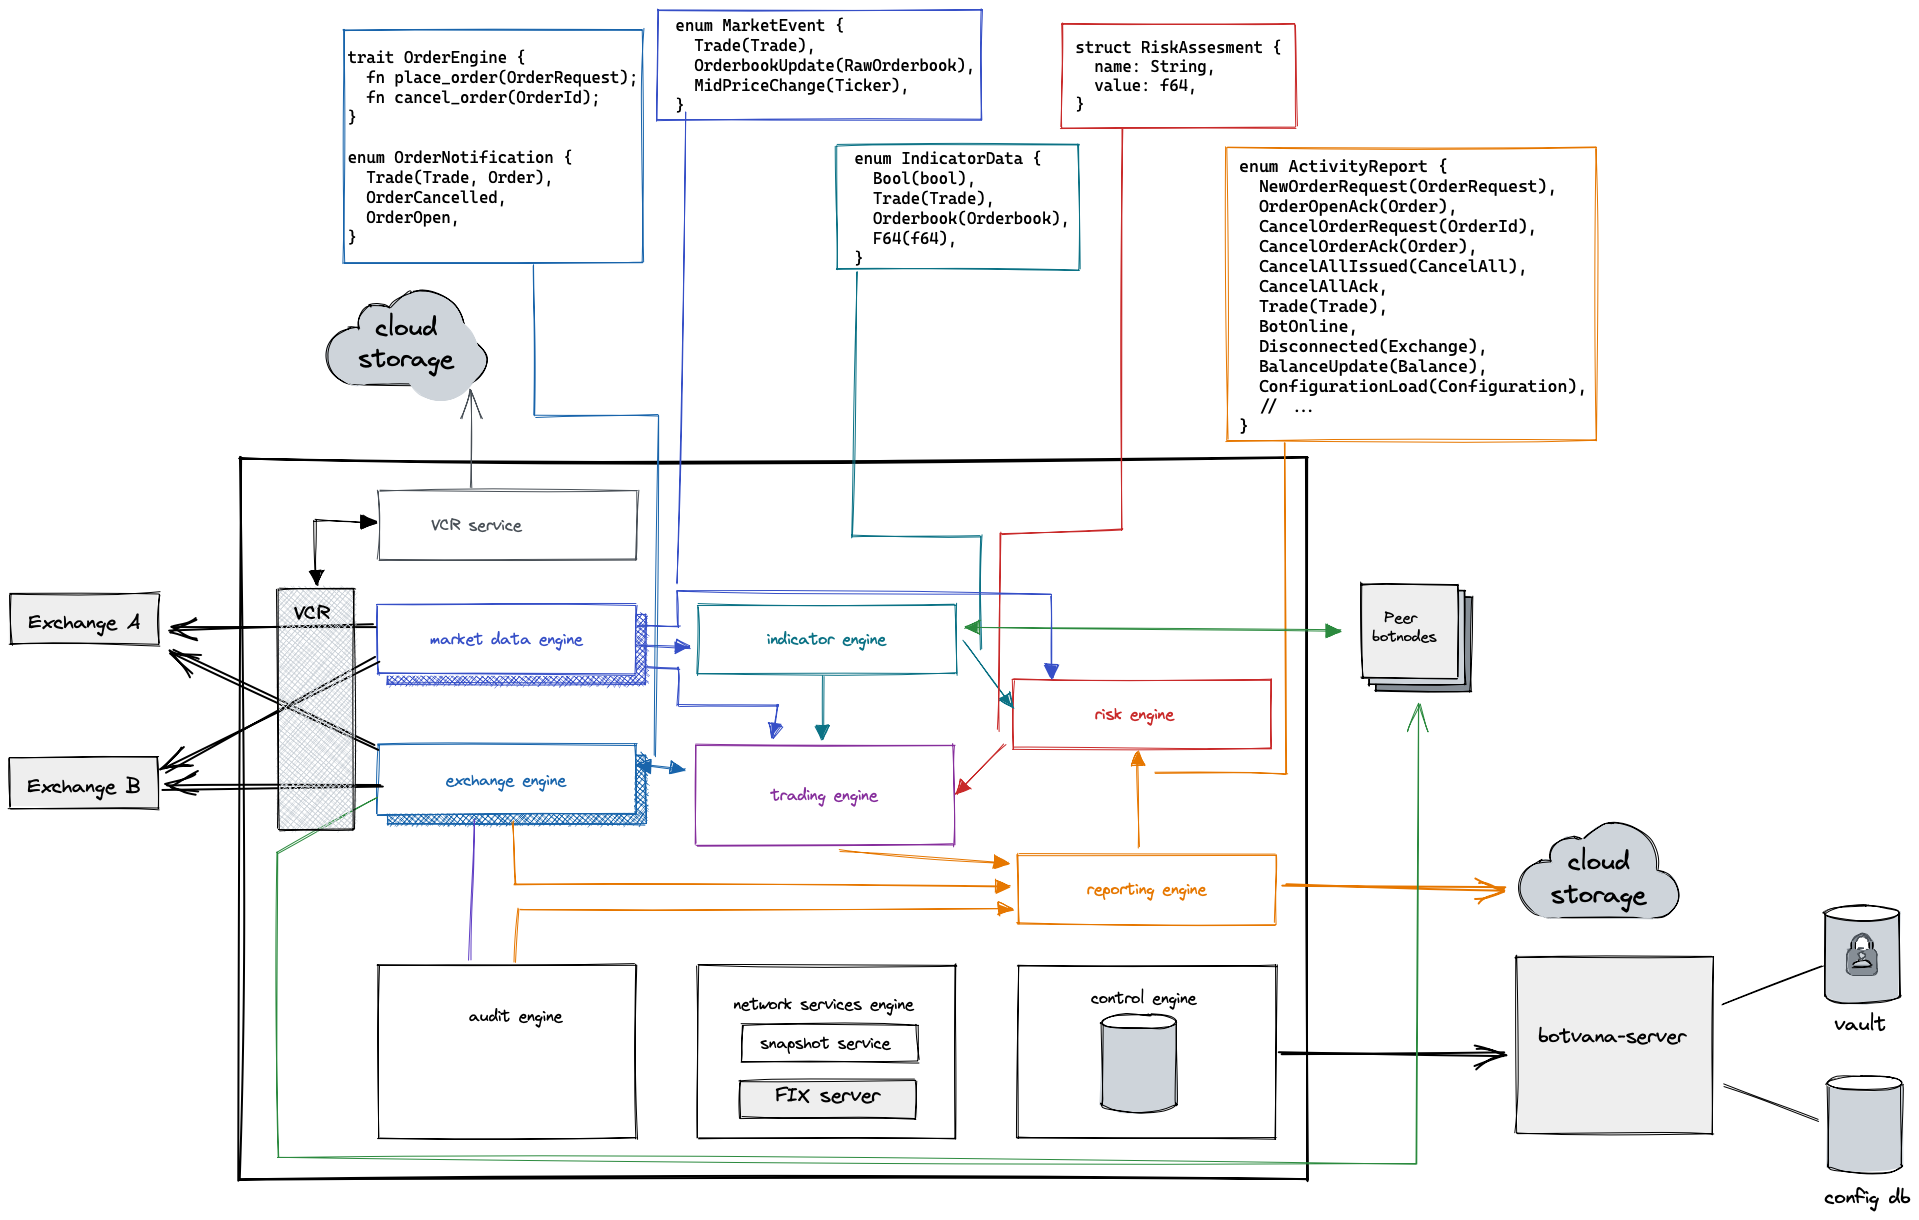 trait OrderEngine {
fn place_order(OrderRequest);
fn cancel_order(OrderId);
}
enum OrderNotification {
Trade(Trade, Order),
OrderCancelled,
OrderOpen,
}
enum MarketEvent {
Trade(Trade),
OrderbookUpdate(RawOrderbook),
MidPriceChange(Ticker),
}
enum IndicatorData {
Bool(bool),
Trade(Trade),
Orderbook(Orderbook),
F64(f64),
}
struct RiskAssesment {
name: String,
value: f64,
}
enum ActivityReport {
NewOrderRequest(OrderRequest),
OrderOpenAck(Order),
CancelOrderRequest(OrderId),
CancelOrderAck(Order),
CancelAllIssued(CancelAll),
CancelAllAck,
Trade(Trade),
BotOnline,
Disconnected(Exchange),
BalanceUpdate(Balance),
ConfigurationLoad(Configuration),
// ...
}
cloud
storage
VCR service
Exchange A
VCR
market data engine
indicator engine
Peer
botnodes
risk engine
Exchange B
exchange engine
trading engine
reporting engine
cloud
storage
audit engine
network services engine
snapshot service
FIX server
control engine
botvana-server
vault
config db